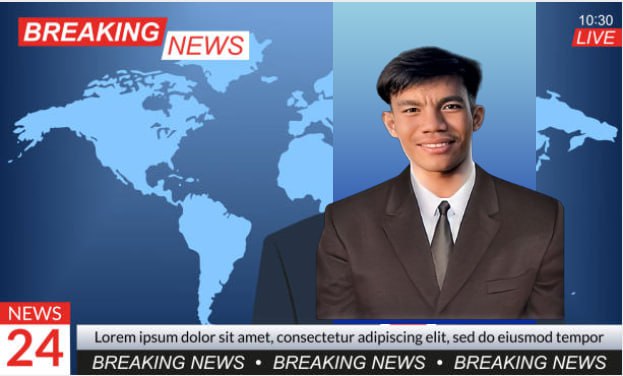 BREAKING
NEWS
10:30
LIVE
NEWS
24
Lorem ipsum dolor sit amet, consectetur adipiscing elit, sed do eiusmod tempor
BREAKING NEWS • BREAKING NEWS • BREAKING NEWS